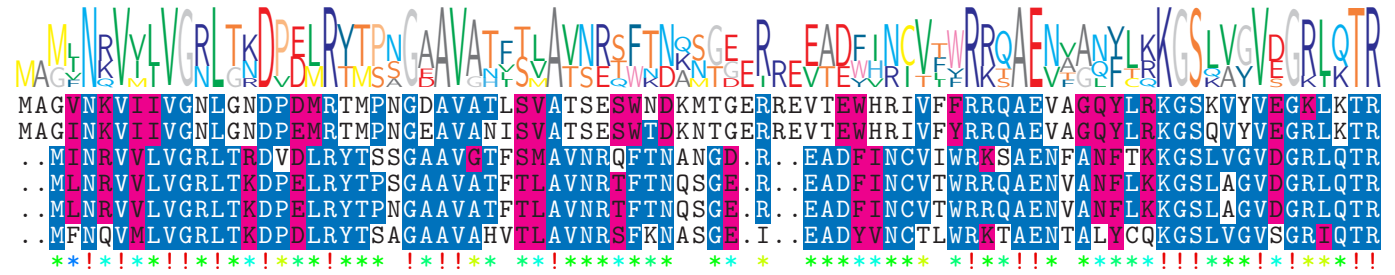 MAGVNKVIIVGNLGNDPDMRTMPNGDAVATLSVATSESWNDKMTGERREVTEWHRIVFFRRQAEVAGQYLRKGSKVYVEGKLKTR
MAGINKVIIVGNLGNDPEMRTMPNGEAVANISVATSESWTDKNTGERREVTEWHRIVFYRRQAEVAGQYLRKGSQVYVEGRLKTR
..MINRVVLVGRLTRDVDLRYTSSGAAVGTFSMAVNRQFTNANGD.R..EADFINCVIWRKSAENFANFTKKGSLVGVDGRLQTR
..MLNRVVLVGRLTKDPELRYTPSGAAVATFTLAVNRTFTNQSGE.R..EADFINCVTWRRQAENVANFLKKGSLAGVDGRLQTR
..MLNRVVLVGRLTKDPELRYTPNGAAVATFTLAVNRTFTNQSGE.R..EADFINCVTWRRQAENVANFLKKGSLAGVDGRLQTR
..MFNQVMLVGRLTKDPDLRYTSAGAAVAHVTLAVNRSFKNASGE.I..EADYVNCTLWRKTAENTALYCQKGSLVGVSGRIQTR